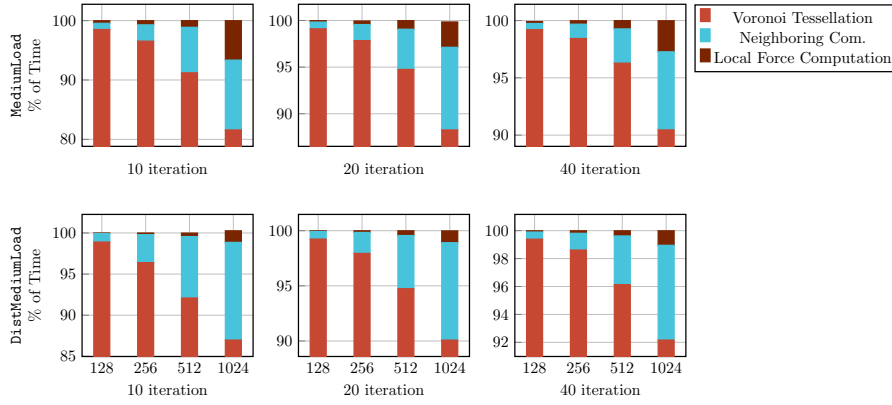 MediumLoad
% of Time
100
90
80
10 iteration
100
95
90
20 iteration
100
95
90
40 iteration
Voronoi Tessellation
Neighboring Com.
Local Force Computation
DistMediumLoad
% of Time
100
95
90
85
128 256 512 1024
10 iteration
100
95
90
128 256 512 1024
20 iteration
100
98
96
94
92
128 256 512 1024
40 iteration